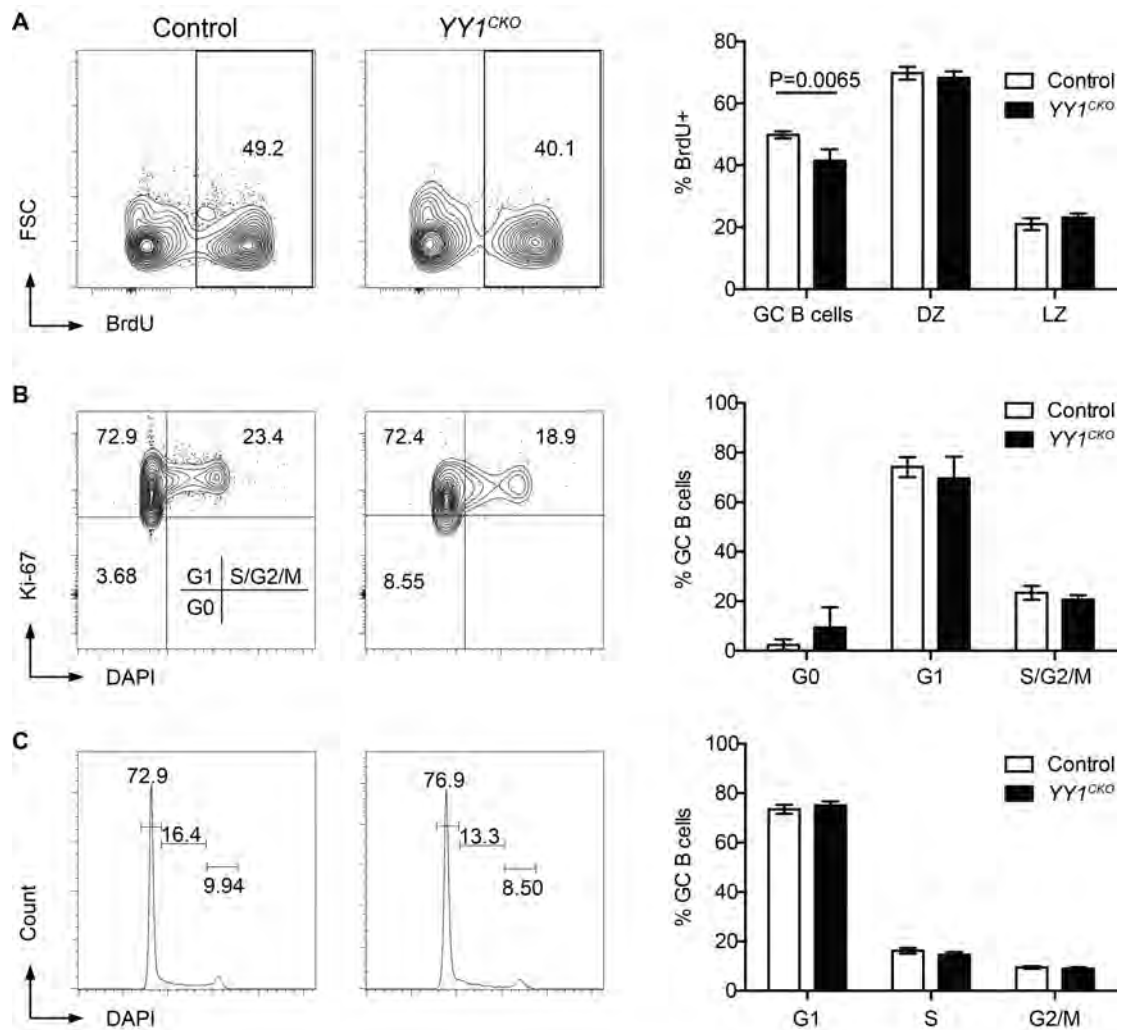 A
Control
YY1CKO
49.2
40.1
FSC
BrdU
80
60
40
20
0
% BrdU+
P=0.0065
Control
YY1CKO
GC B cells
DZ
LZ
B
72.9
23.4
3.68
G1
S/G2/M
G0
72.4
18.9
8.55
Ki-67
DAPI
100
80
60
40
20
0
% GC B cells
Control
YY1CKO
G0
G1
S/G2/M
C
72.9
16.4
9.94
76.9
13.3
8.50
Count
DAPI
100
80
60
40
20
0
% GC B cells
Control
YY1CKO
G1
S
G2/M